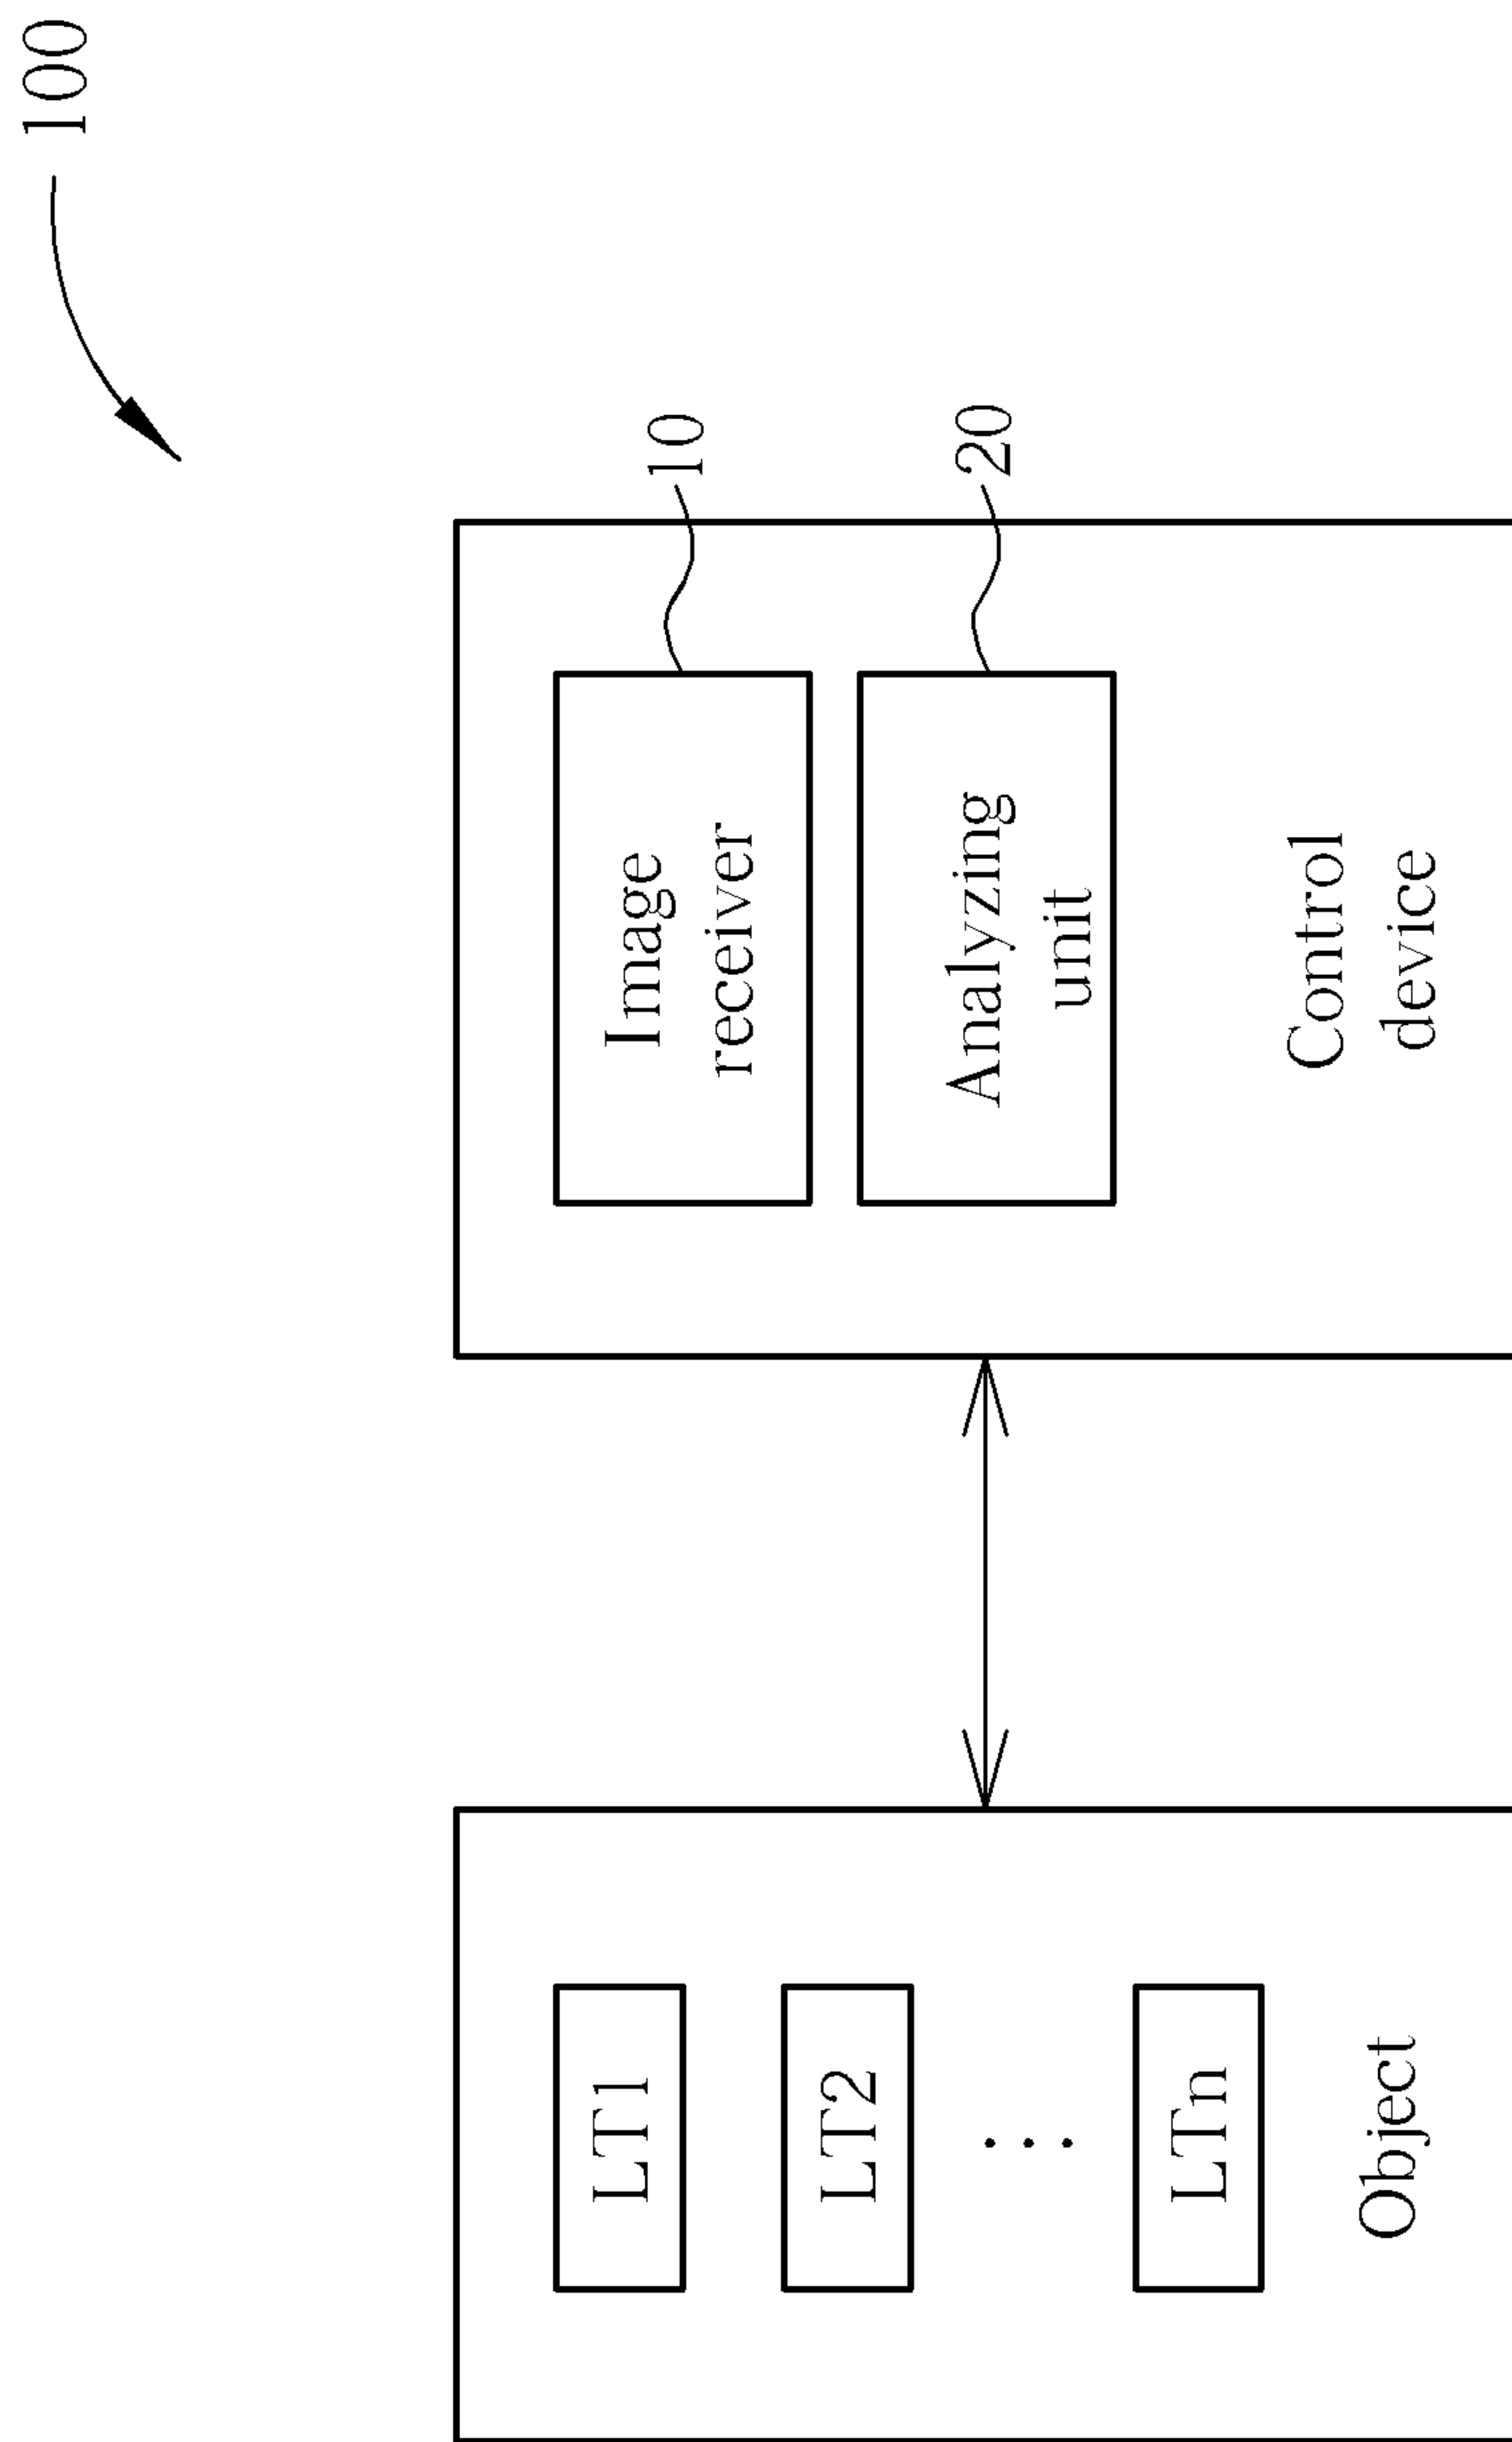 100
LT1
LT2
...
LTn
Object
10
Image
receiver
20
Analyzing
unit
Control
device